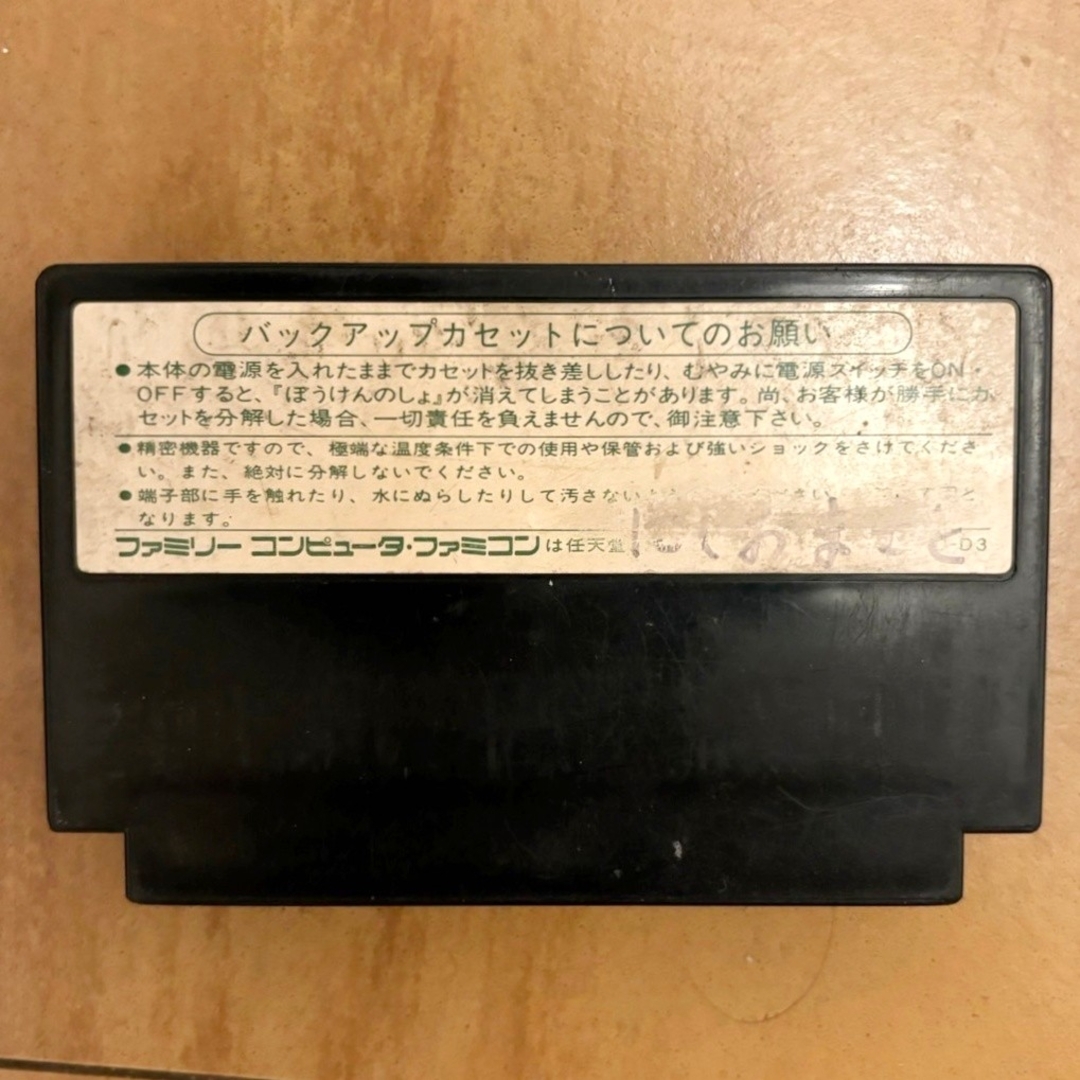 バックアップカセットについてのお願い
●本体の電源を入れたままでカセットを抜き差ししたり、むやみに電源スイッチをON・
OFFすると、『ぼうけんのしょ』が消えてしまうことがあります。尚、お客様が勝手にカ
セットを分解した場合、一切責任を負えませんので、御注意下さい。
●精密機器ですので、極端な温度条件下での使用や保管および強いショックをさけてくださ
い。また、絶対に分解しないでください。
●端子部に手を触れたり、水にぬらしたりして汚さない
なります。
ファミリーコンピュータ・ファミコンは任天堂
D3